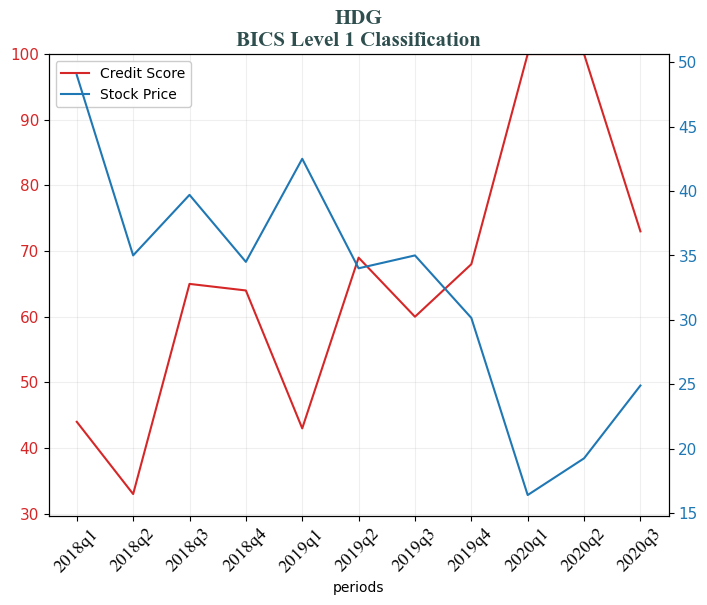 HDG
BICS Level 1 Classification
Credit Score
Stock Price
100
90
80
70
60
50
40
30
50
45
40
35
30
25
20
15
2018q1
2018q2
2018q3
2018q4
2019q1
2019q2
2019q3
2019q4
2020q1
2020q2
2020q3
periods